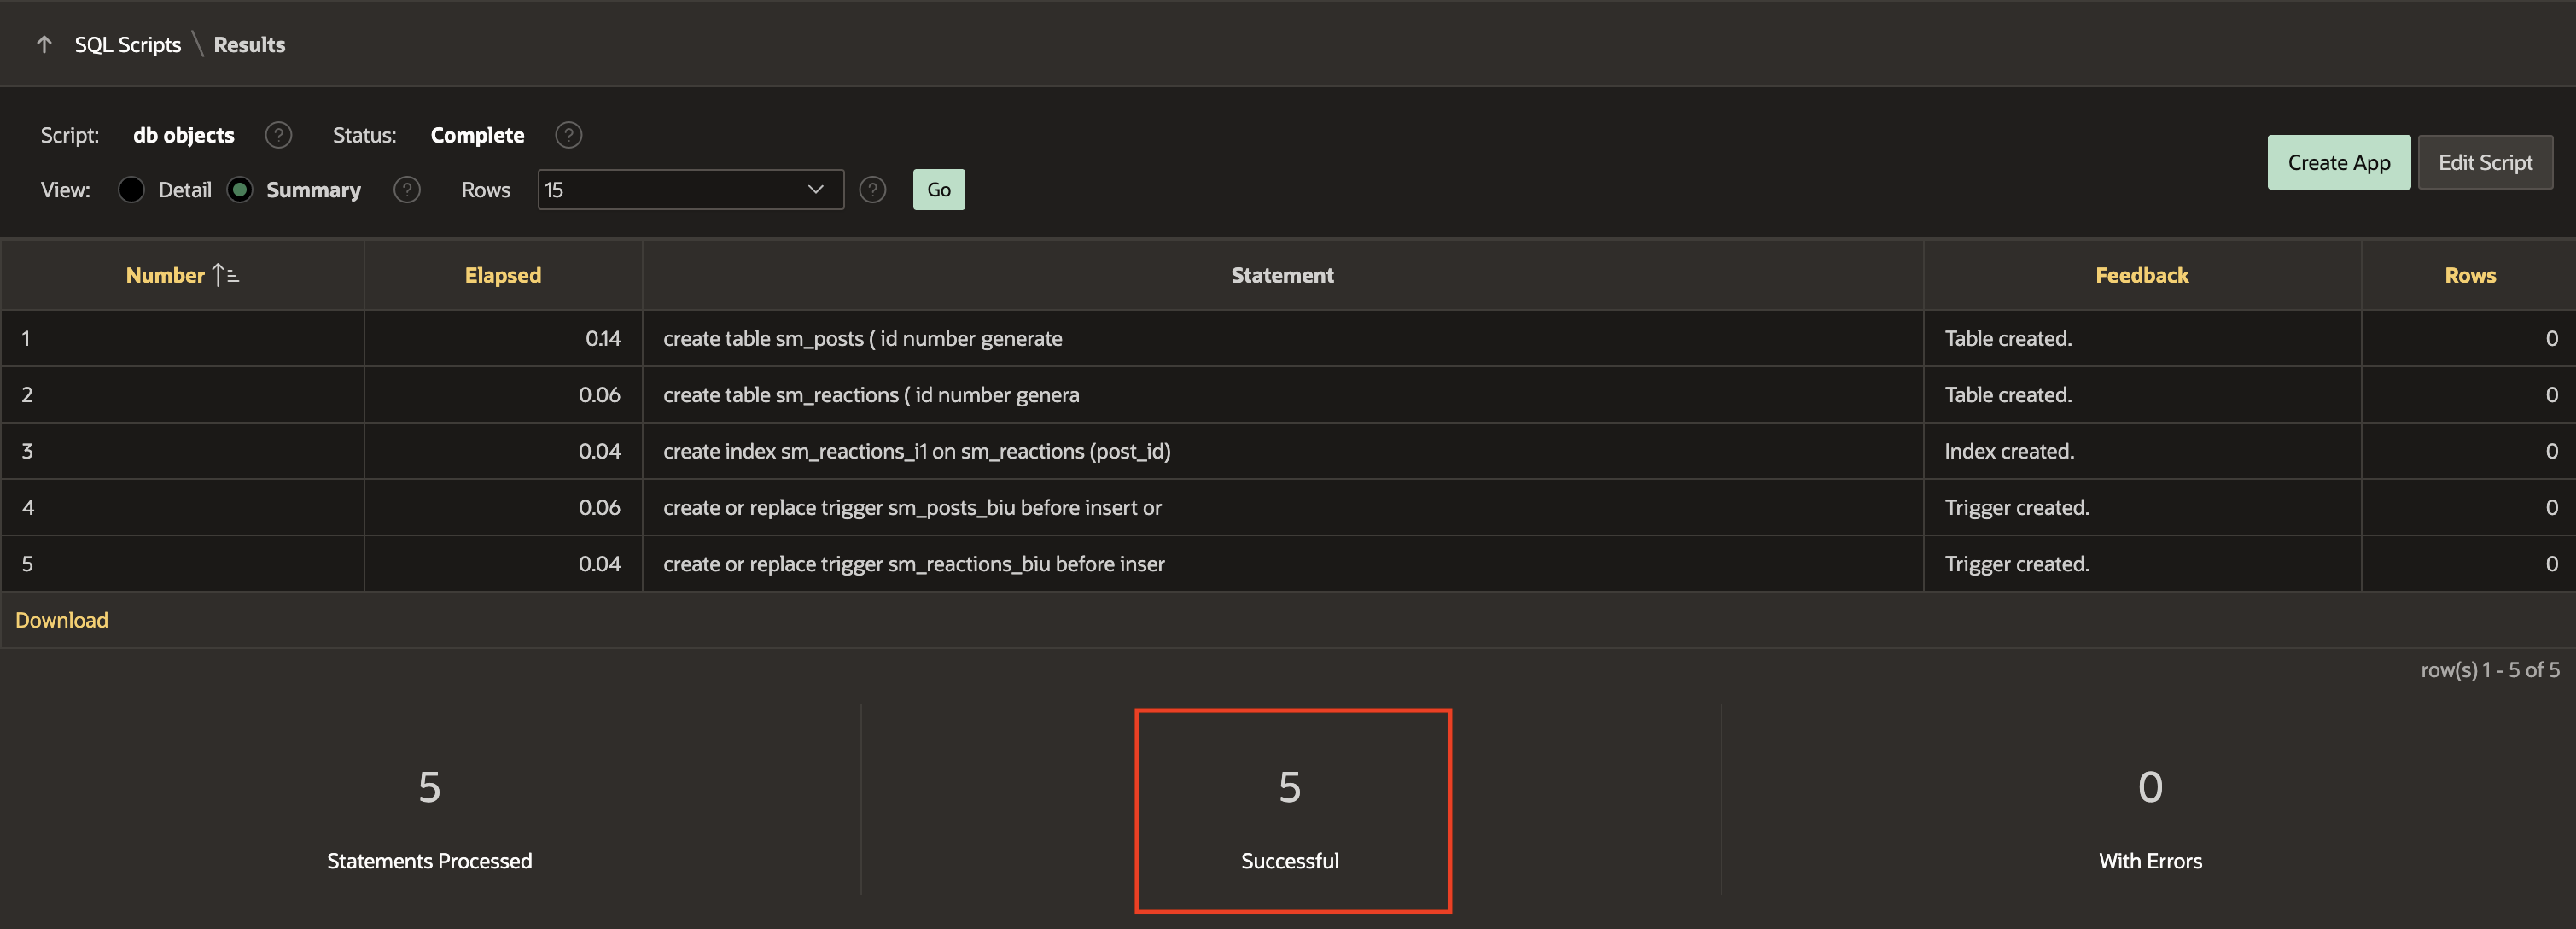 SQL Scripts \ Results
Script: db objects ? Status: Complete ?
Create App Edit Script
View: Detail Summary ? Rows 15 ? Go
Number Elapsed Statement Feedback Rows
1 0.14 create table sm_posts ( id number generate Table created. 0
2 0.06 create table sm_reactions ( id number genera Table created. 0
3 0.04 create index sm_reactions_i1 on sm_reactions (post_id) Index created. 0
4 0.06 create or replace trigger sm_posts_biu before insert or Trigger created. 0
5 0.04 create or replace trigger sm_reactions_biu before inser Trigger created. 0
Download
row(s) 1 - 5 of 5
5 5 0
Statements Processed Successful With Errors